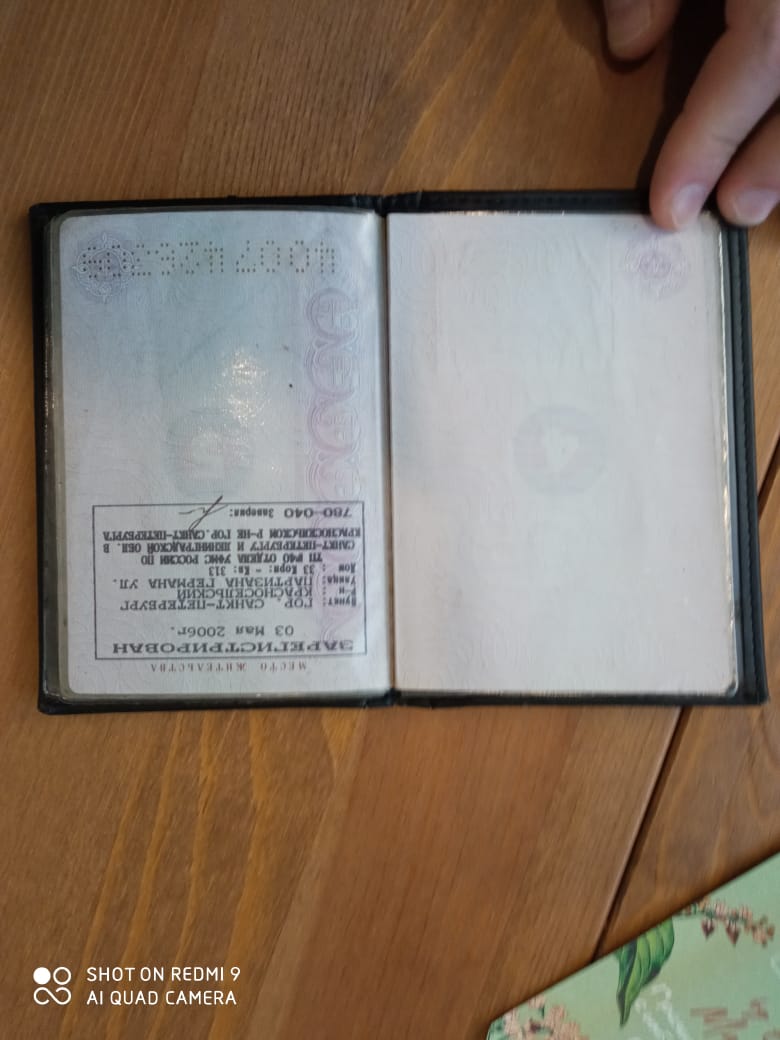 МЕСТО ЖИТЕЛЬСТВА
ЗАРЕГИСТРИРОВАН
03 Мая 2006г.
Пункт: ГОР. САНКТ-ПЕТЕРБУРГ
Р-н : КРАСНОСЕЛЬСКИЙ
Улица: ПАРТИЗАНА ГЕРМАНА УЛ.
Дом : 33 Корп: - Кв: 313
ТП №40 ОТДЕЛА УФМС РОССИИ ПО
САНКТ-ПЕТЕРБУРГУ И ЛЕНИНГРАДСКОЙ ОБЛ. В
КРАСНОСЕЛЬСКОМ Р-НЕ ГОР.САНКТ-ПЕТЕРБУРГА
780-040 Заверил:
SHOT ON REDMI 9
AI QUAD CAMERA